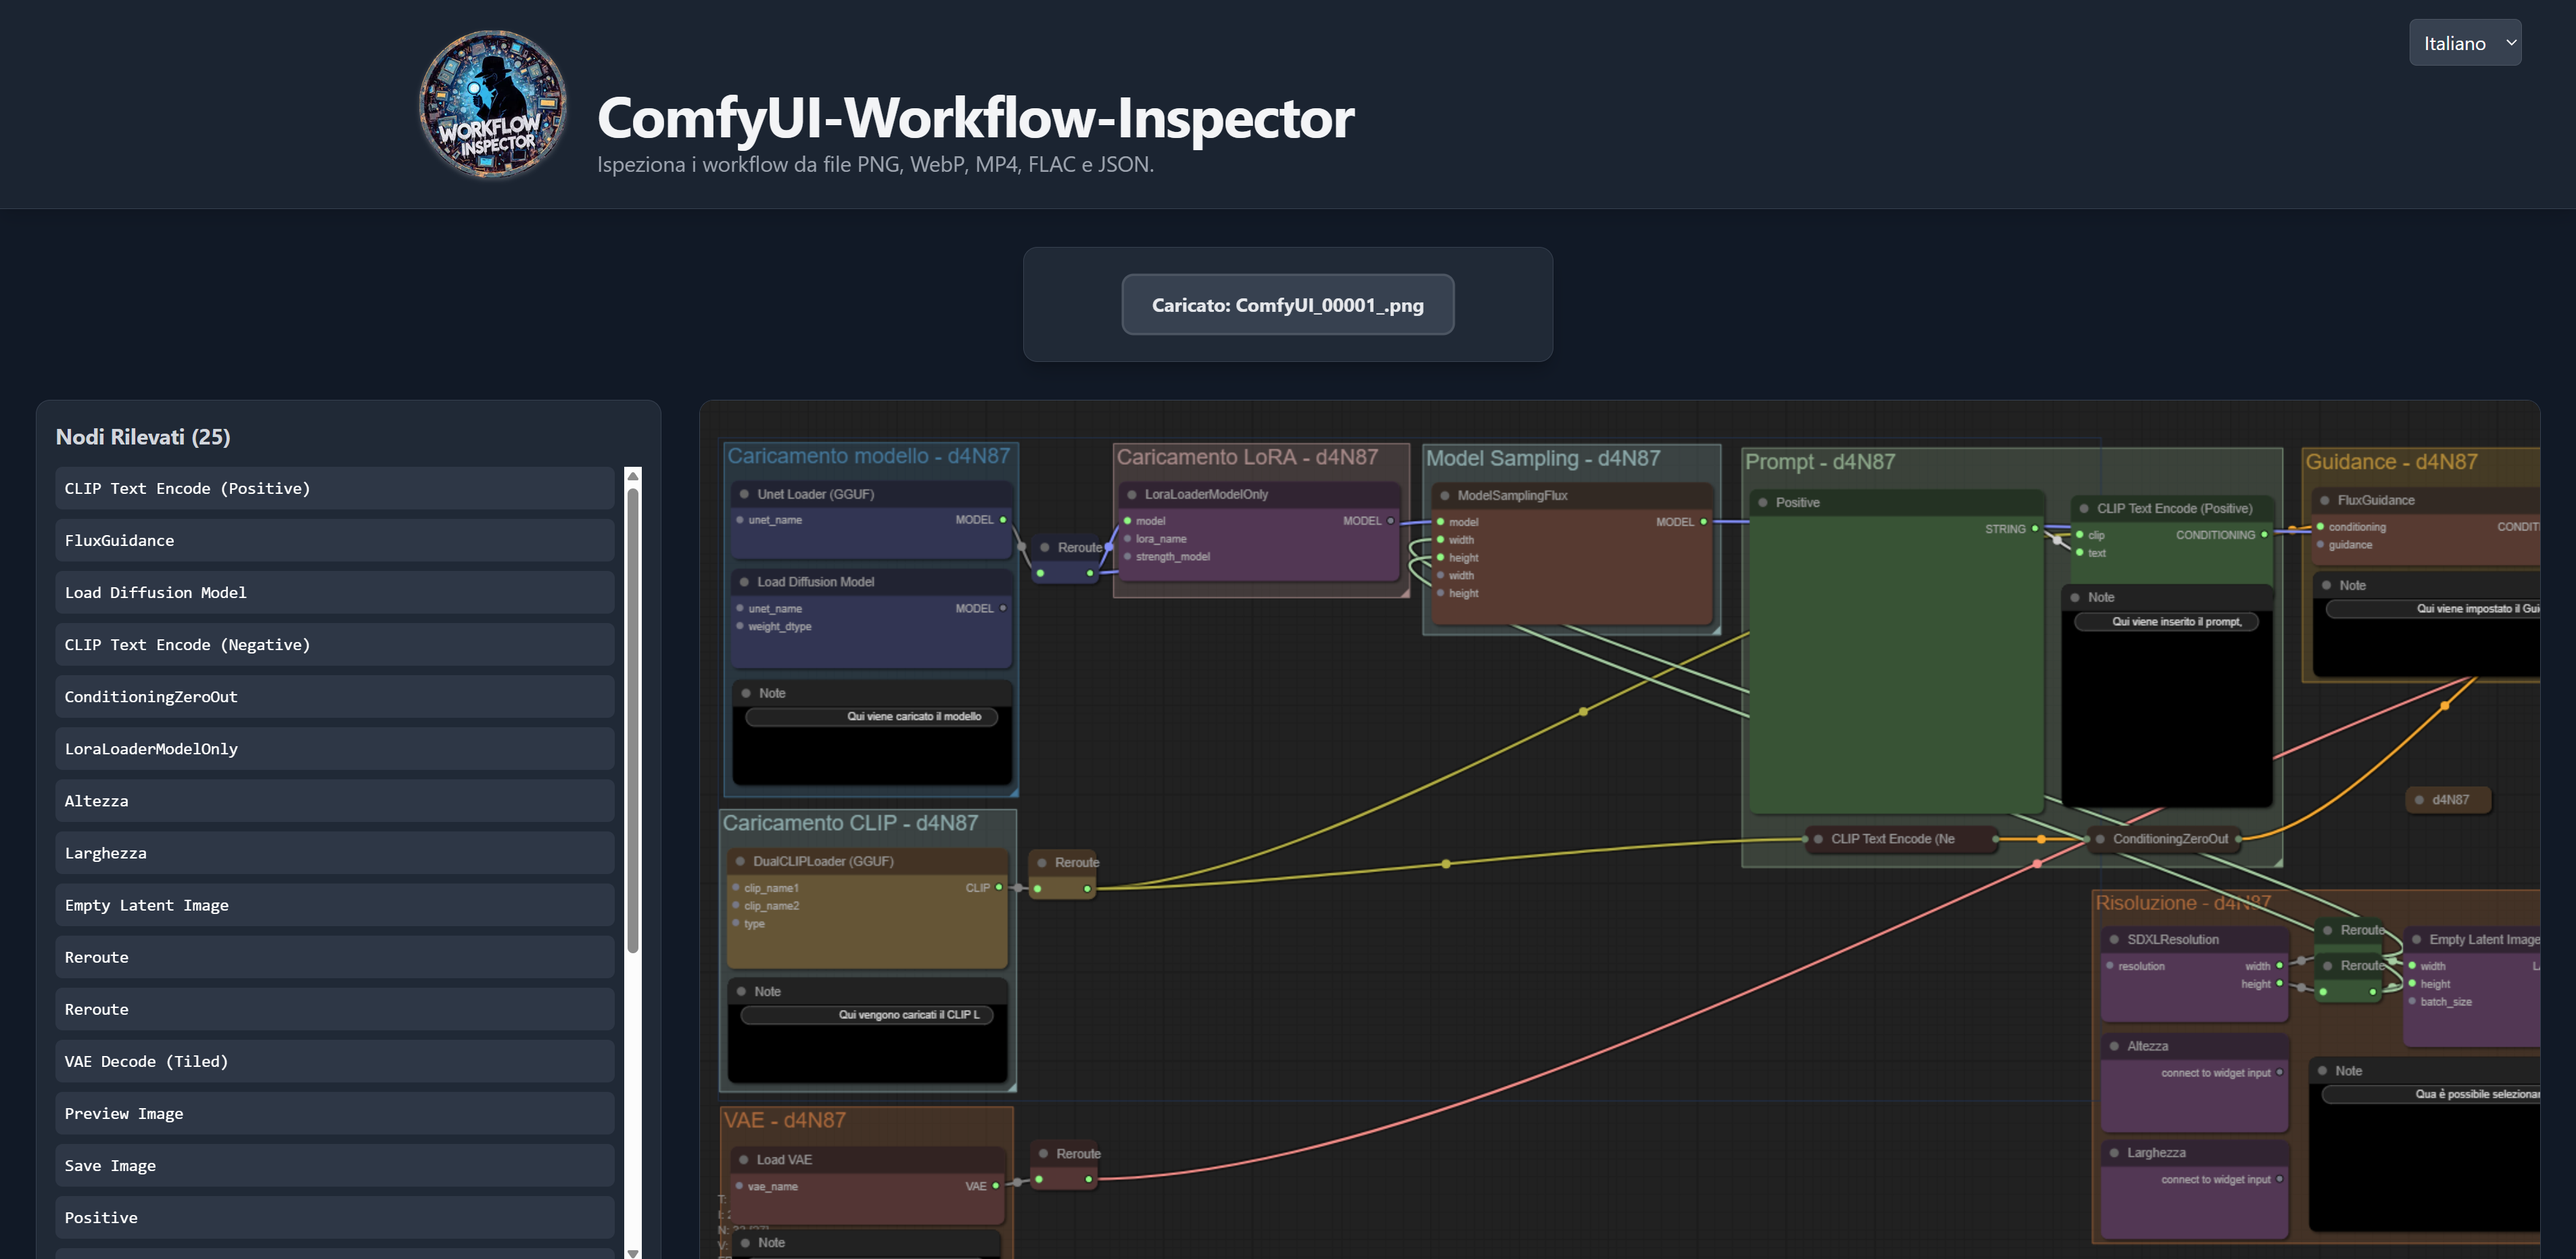 WORKFLOW
INSPECTOR
ComfyUI-Workflow-Inspector
Ispeziona i workflow da file PNG, WebP, MP4, FLAC e JSON.
Italiano
Caricato: ComfyUI_00001_.png
Nodi Rilevati (25)
CLIP Text Encode (Positive)
FluxGuidance
Load Diffusion Model
CLIP Text Encode (Negative)
ConditioningZeroOut
LoraLoaderModelOnly
Altezza
Larghezza
Empty Latent Image
Reroute
Reroute
VAE Decode (Tiled)
Preview Image
Save Image
Positive
Caricamento modello - d4N87
Unet Loader (GGUF)
unet_name MODEL
Load Diffusion Model
unet_name MODEL
weight_dtype
Note
Qui viene caricato il modello
Reroute
Caricamento LoRA - d4N87
LoraLoaderModelOnly
model MODEL
lora_name
strength_model
Model Sampling - d4N87
ModelSamplingFlux
model MODEL
width
height
width
height
Prompt - d4N87
Positive
STRING
CLIP Text Encode (Positive)
clip CONDITIONING
text
Note
Qui viene inserito il prompt,
CLIP Text Encode (Ne
ConditioningZeroOut
Guidance - d4N87
FluxGuidance
conditioning CONDIT
guidance
Note
Qui viene impostato il Gui
d4N87
Caricamento CLIP - d4N87
DualCLIPLoader (GGUF)
clip_name1 CLIP
clip_name2
type
Note
Qui vengono caricati il CLIP L
Reroute
Risoluzione - d4N87
SDXLResolution
resolution width
height
Reroute
Reroute
Empty Latent Image
width
height
batch_size
Altezza
connect to widget input
Larghezza
connect to widget input
Note
Qua è possibile seleziona
VAE - d4N87
Load VAE
vae_name VAE
Note
Reroute
T:
V: